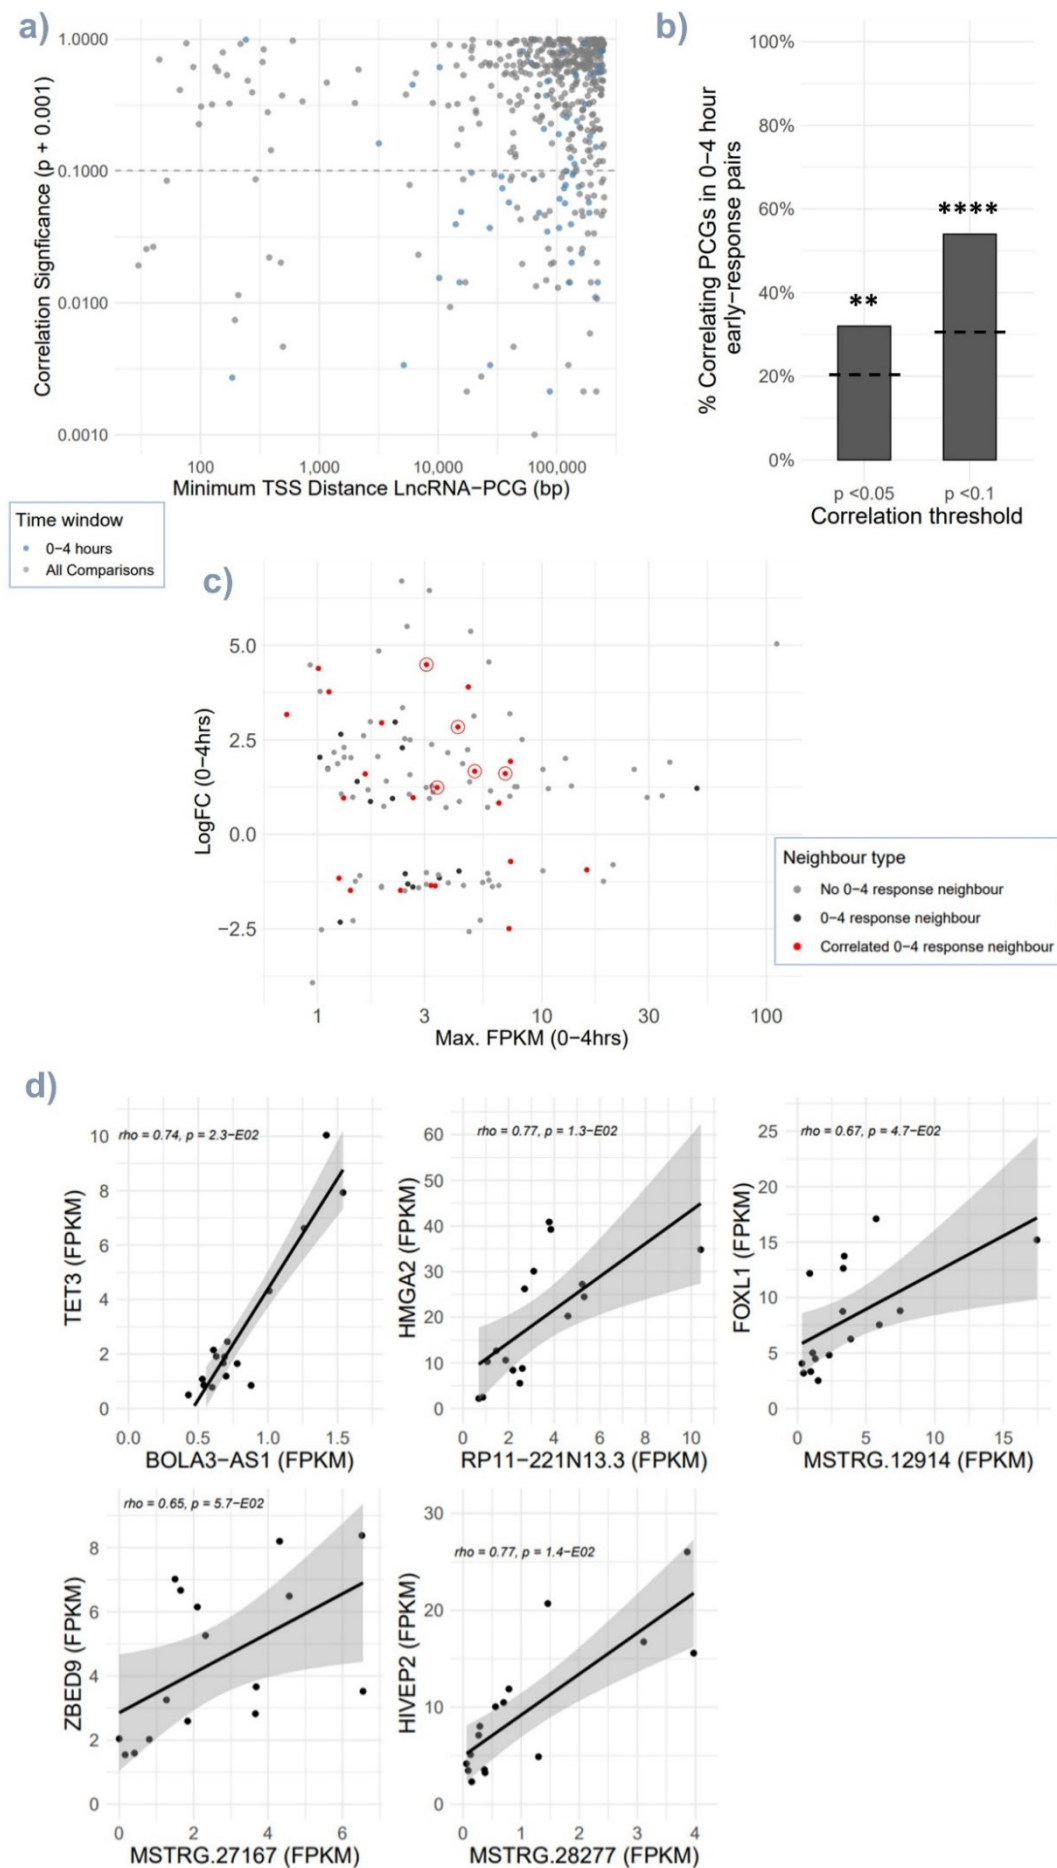 a)
Correlation Signficance (p + 0.001)
1.0000
0.1000
0.0100
0.0010
100
1,000
10,000
100,000
Minimum TSS Distance LncRNA−PCG (bp)
Time window
0−4 hours
All Comparisons
b)
% Correlating PCGs in 0−4 hour
early−response pairs
100%
80%
60%
40%
20%
0%
**
****
p <0.05
p <0.1
Correlation threshold
c)
LogFC (0−4hrs)
5.0
2.5
0.0
−2.5
1
3
10
30
100
Max. FPKM (0−4hrs)
Neighbour type
No 0−4 response neighbour
0−4 response neighbour
Correlated 0−4 response neighbour
d)
TET3 (FPKM)
10
8
6
4
2
0
rho = 0.74, p = 2.3−E02
0.0
0.5
1.0
1.5
BOLA3−AS1 (FPKM)
HMGA2 (FPKM)
60
50
40
30
20
10
0
rho = 0.77, p = 1.3−E02
0
2
4
6
8
10
RP11−221N13.3 (FPKM)
FOXL1 (FPKM)
25
20
15
10
5
0
rho = 0.67, p = 4.7−E02
0
5
10
15
MSTRG.12914 (FPKM)
ZBED9 (FPKM)
8
6
4
2
0
rho = 0.65, p = 5.7−E02
0
2
4
6
MSTRG.27167 (FPKM)
HIVEP2 (FPKM)
30
20
10
0
rho = 0.77, p = 1.4−E02
0
1
2
3
4
MSTRG.28277 (FPKM)